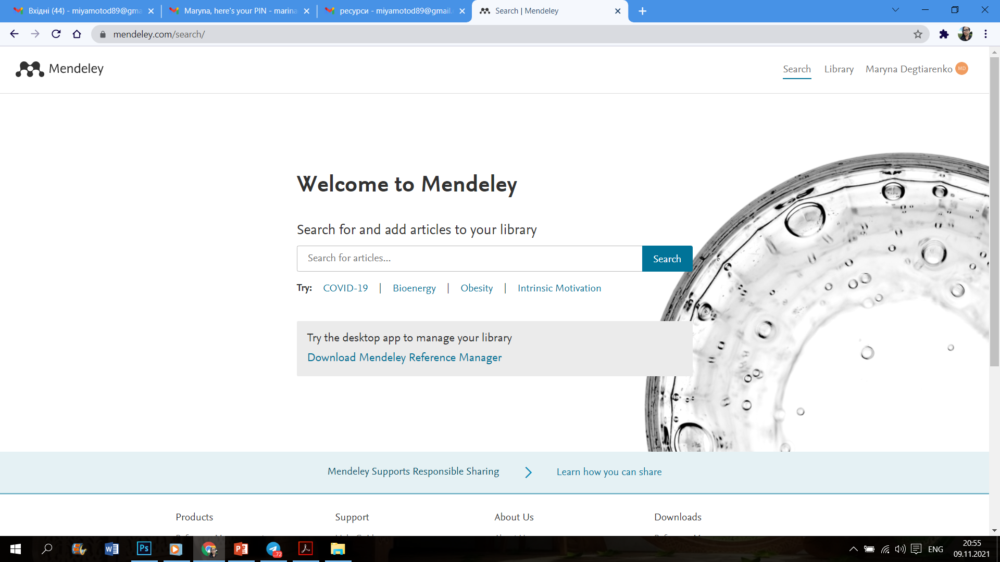 Вхідні (44) - miyamotod89@gma
Maryna, here's your PIN - marina
ресурси - miyamotod89@gmail.
Search | Mendeley
mendeley.com/search/
Mendeley
Search
Library
Maryna Degtiarenko
MD
Welcome to Mendeley
Search for and add articles to your library
Search for articles...
Search
Try: COVID-19 | Bioenergy | Obesity | Intrinsic Motivation
Try the desktop app to manage your library
Download Mendeley Reference Manager
Mendeley Supports Responsible Sharing
Learn how you can share
Products
Support
About Us
Downloads
Ps
72
ENG
20:55
09.11.2021